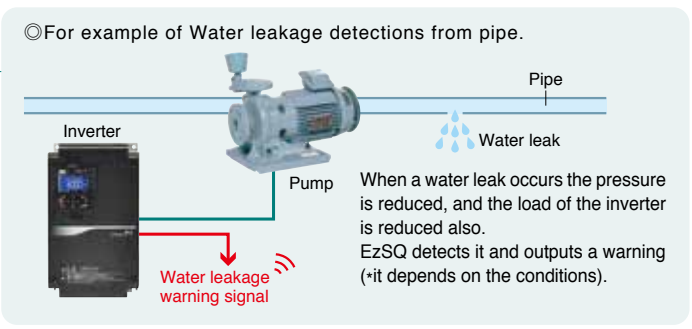 ◎For example of Water leakage detections from pipe.
Pipe
Inverter
Water leak
Pump
When a water leak occurs the pressure
is reduced, and the load of the inverter
is reduced also.
EzSQ detects it and outputs a warning
(*it depends on the conditions).
Water leakage
warning signal